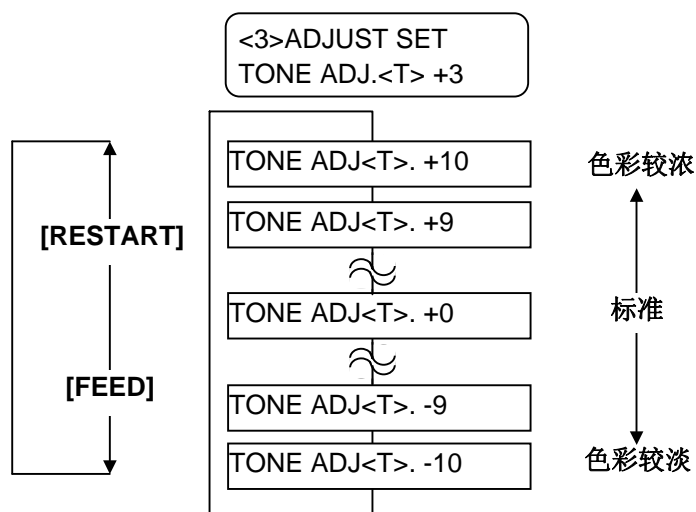 <3>ADJUST SET
TONE ADJ.<T> +3
TONE ADJ<T>. +10
色彩较浓
TONE ADJ<T>. +9
[RESTART]
TONE ADJ<T>. +0
标准
[FEED]
TONE ADJ<T>. -9
TONE ADJ<T>. -10
色彩较淡